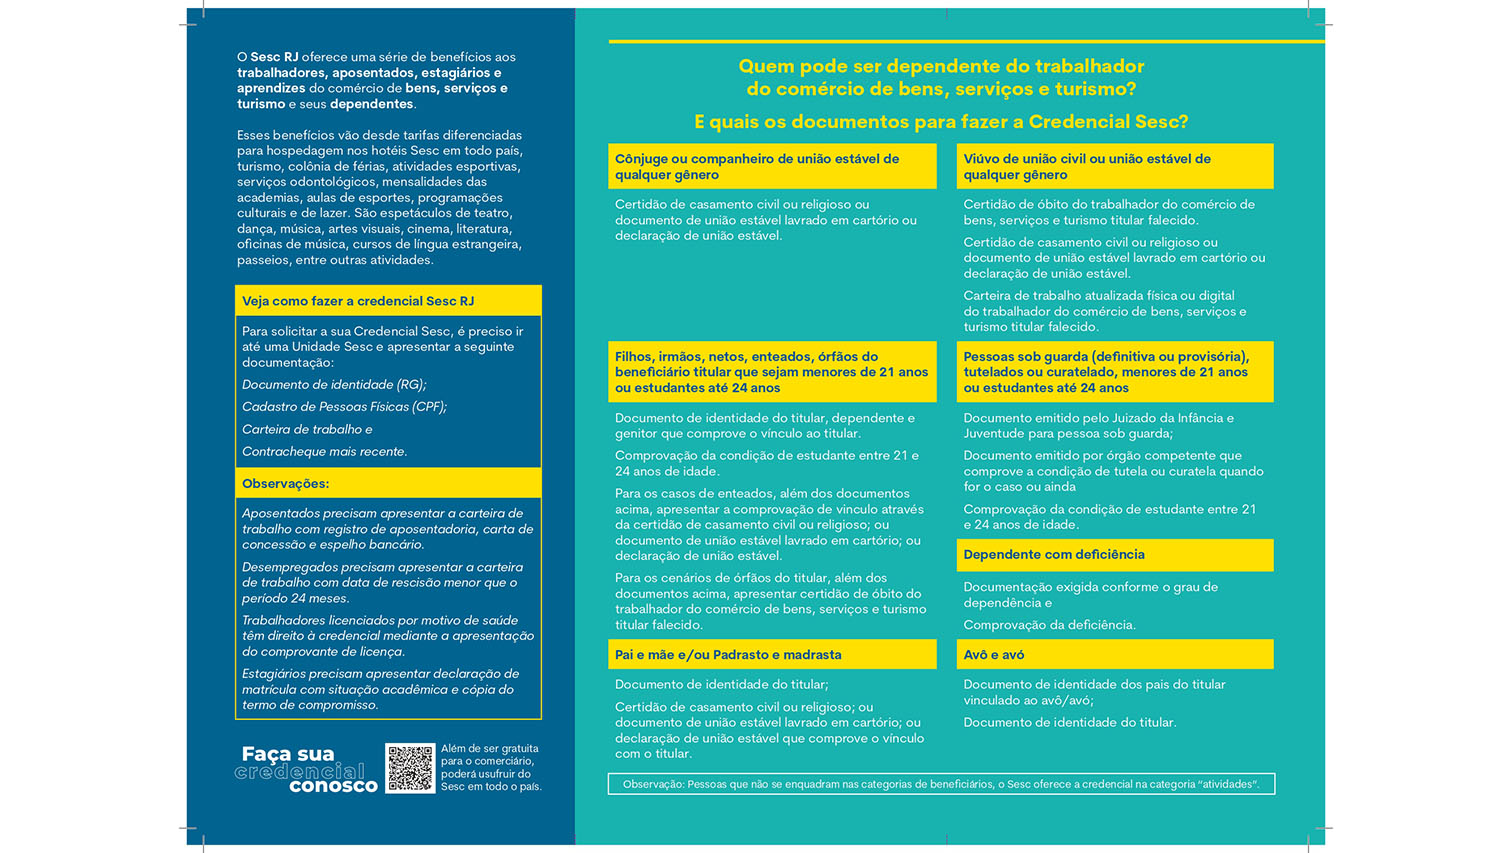 O Sesc RJ oferece uma série de benefícios aos
trabalhadores, aposentados, estagiários e
aprendizes do comércio de bens, serviços e
turismo e seus dependentes.
Esses benefícios vão desde tarifas diferenciadas
para hospedagem nos hotéis Sesc em todo país,
turismo, colônia de férias, atividades esportivas,
serviços odontológicos, mensalidades das
academias, aulas de esportes, programações
culturais e de lazer. São espetáculos de teatro,
dança, música, artes visuais, cinema, literatura,
oficinas de música, cursos de língua estrangeira,
passeios, entre outras atividades.
Veja como fazer a credencial Sesc RJ
Para solicitar a sua Credencial Sesc, é preciso ir
até uma Unidade Sesc e apresentar a seguinte
documentação:
Documento de identidade (RG);
Cadastro de Pessoas Físicas (CPF);
Carteira de trabalho e
Contracheque mais recente.
Observações:
Aposentados precisam apresentar a carteira de
trabalho com registro de aposentadoria, carta de
concessão e espelho bancário.
Desempregados precisam apresentar a carteira
de trabalho com data de rescisão menor que o
período 24 meses.
Trabalhadores licenciados por motivo de saúde
têm direito à credencial mediante a apresentação
do comprovante de licença.
Estagiários precisam apresentar declaração de
matrícula com situação acadêmica e cópia do
termo de compromisso.
Faça sua
credencial
conosco
Além de ser gratuita
para o comerciário,
poderá usufruir do
Sesc em todo o país.
Quem pode ser dependente do trabalhador
do comércio de bens, serviços e turismo?
E quais os documentos para fazer a Credencial Sesc?
Cônjuge ou companheiro de união estável de
qualquer gênero
Certidão de casamento civil ou religioso ou
documento de união estável lavrado em cartório ou
declaração de união estável.
Viúvo de união civil ou união estável de
qualquer gênero
Certidão de óbito do trabalhador do comércio de
bens, serviços e turismo titular falecido.
Certidão de casamento civil ou religioso ou
documento de união estável lavrado em cartório ou
declaração de união estável.
Carteira de trabalho atualizada física ou digital
do trabalhador do comércio de bens, serviços e
turismo titular falecido.
Filhos, irmãos, netos, enteados, órfãos do
beneficiário titular que sejam menores de 21 anos
ou estudantes até 24 anos
Documento de identidade do titular, dependente e
genitor que comprove o vínculo ao titular.
Comprovação da condição de estudante entre 21 e
24 anos de idade.
Para os casos de enteados, além dos documentos
acima, apresentar a comprovação de vinculo através
da certidão de casamento civil ou religioso; ou
documento de união estável lavrado em cartório; ou
declaração de união estável.
Para os cenários de órfãos do titular, além dos
documentos acima, apresentar certidão de óbito do
trabalhador do comércio de bens, serviços e turismo
titular falecido.
Pessoas sob guarda (definitiva ou provisória),
tutelados ou curatelado, menores de 21 anos
ou estudantes até 24 anos
Documento emitido pelo Juizado da Infância e
Juventude para pessoa sob guarda;
Documento emitido por órgão competente que
comprove a condição de tutela ou curatela quando
for o caso ou ainda
Comprovação da condição de estudante entre 21
e 24 anos de idade.
Dependente com deficiência
Documentação exigida conforme o grau de
dependência e
Comprovação da deficiência.
Pai e mãe e/ou Padrasto e madrasta
Documento de identidade do titular;
Certidão de casamento civil ou religioso; ou
documento de união estável lavrado em cartório; ou
declaração de união estável que comprove o vínculo
com o titular.
Avô e avó
Documento de identidade dos pais do titular
vinculado ao avô/avó;
Documento de identidade do titular.
Observação: Pessoas que não se enquadram nas categorias de beneficiários, o Sesc oferece a credencial na categoria “atividades”.